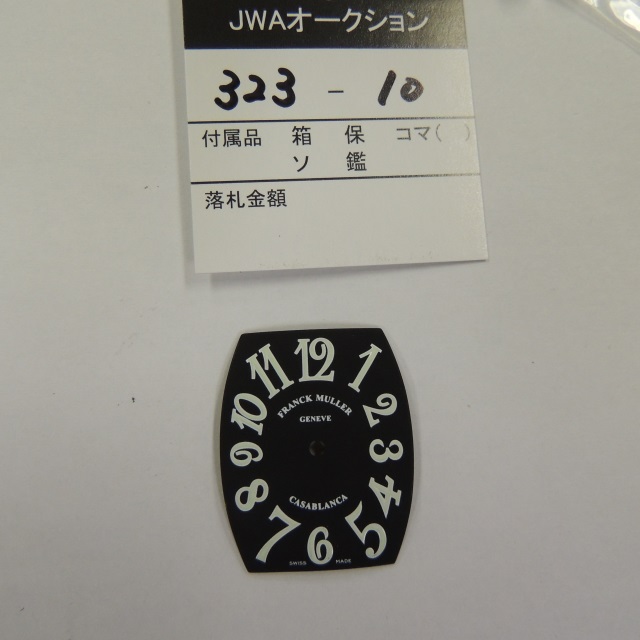 JWAオークション
323 - 10
付属品 箱 保 コマ( )
ソ 鑑
落札金額
11 12 1
10 2
9 3
8 4
7 6 5
FRANCK MULLER
GENEVE
CASABLANCA
SWISS MADE